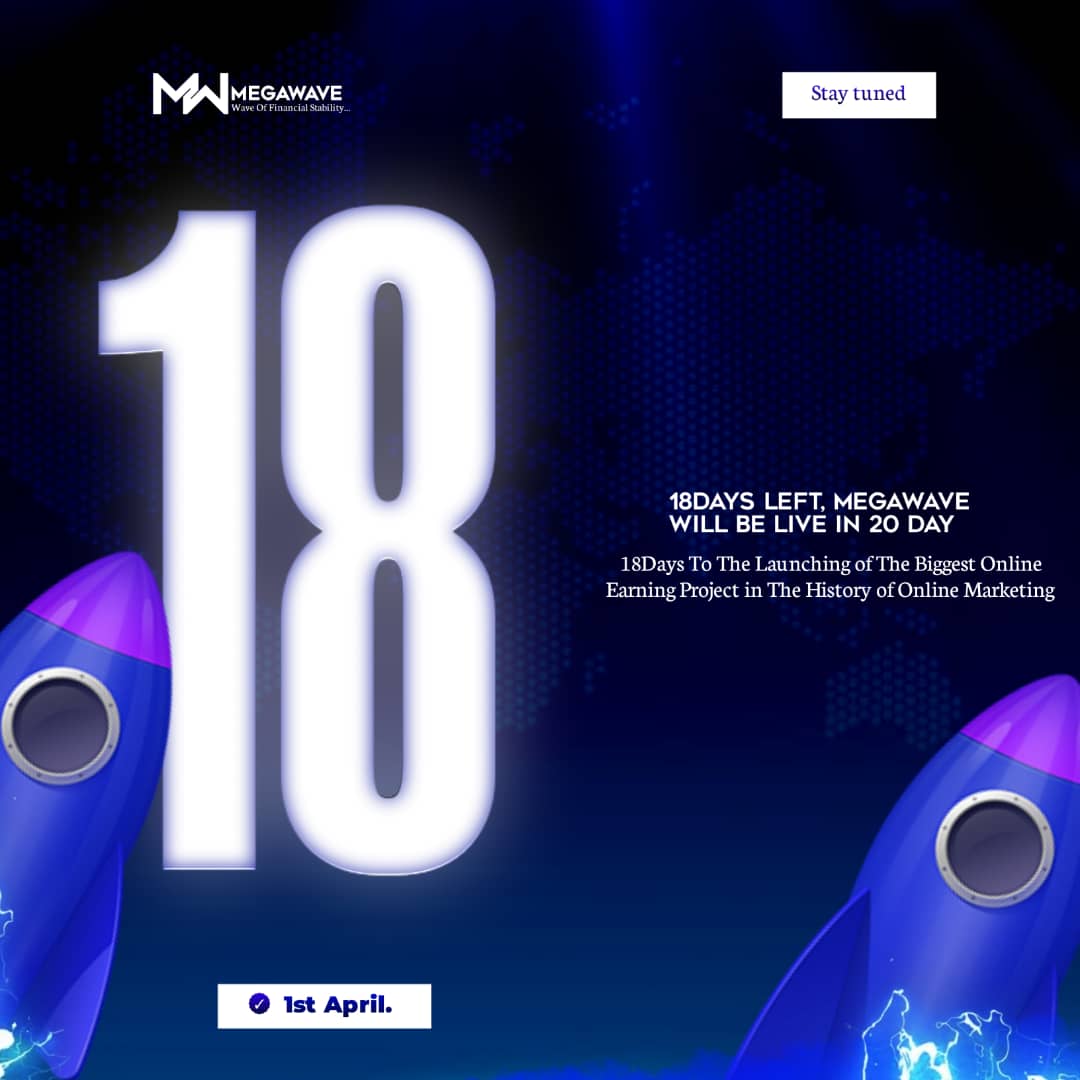 MW MEGAWAVE
Wave Of Financial Stability...
Stay tuned
18
18DAYS LEFT, MEGAWAVE
WILL BE LIVE IN 20 DAY
18Days To The Launching of The Biggest Online
Earning Project in The History of Online Marketing
1st April.